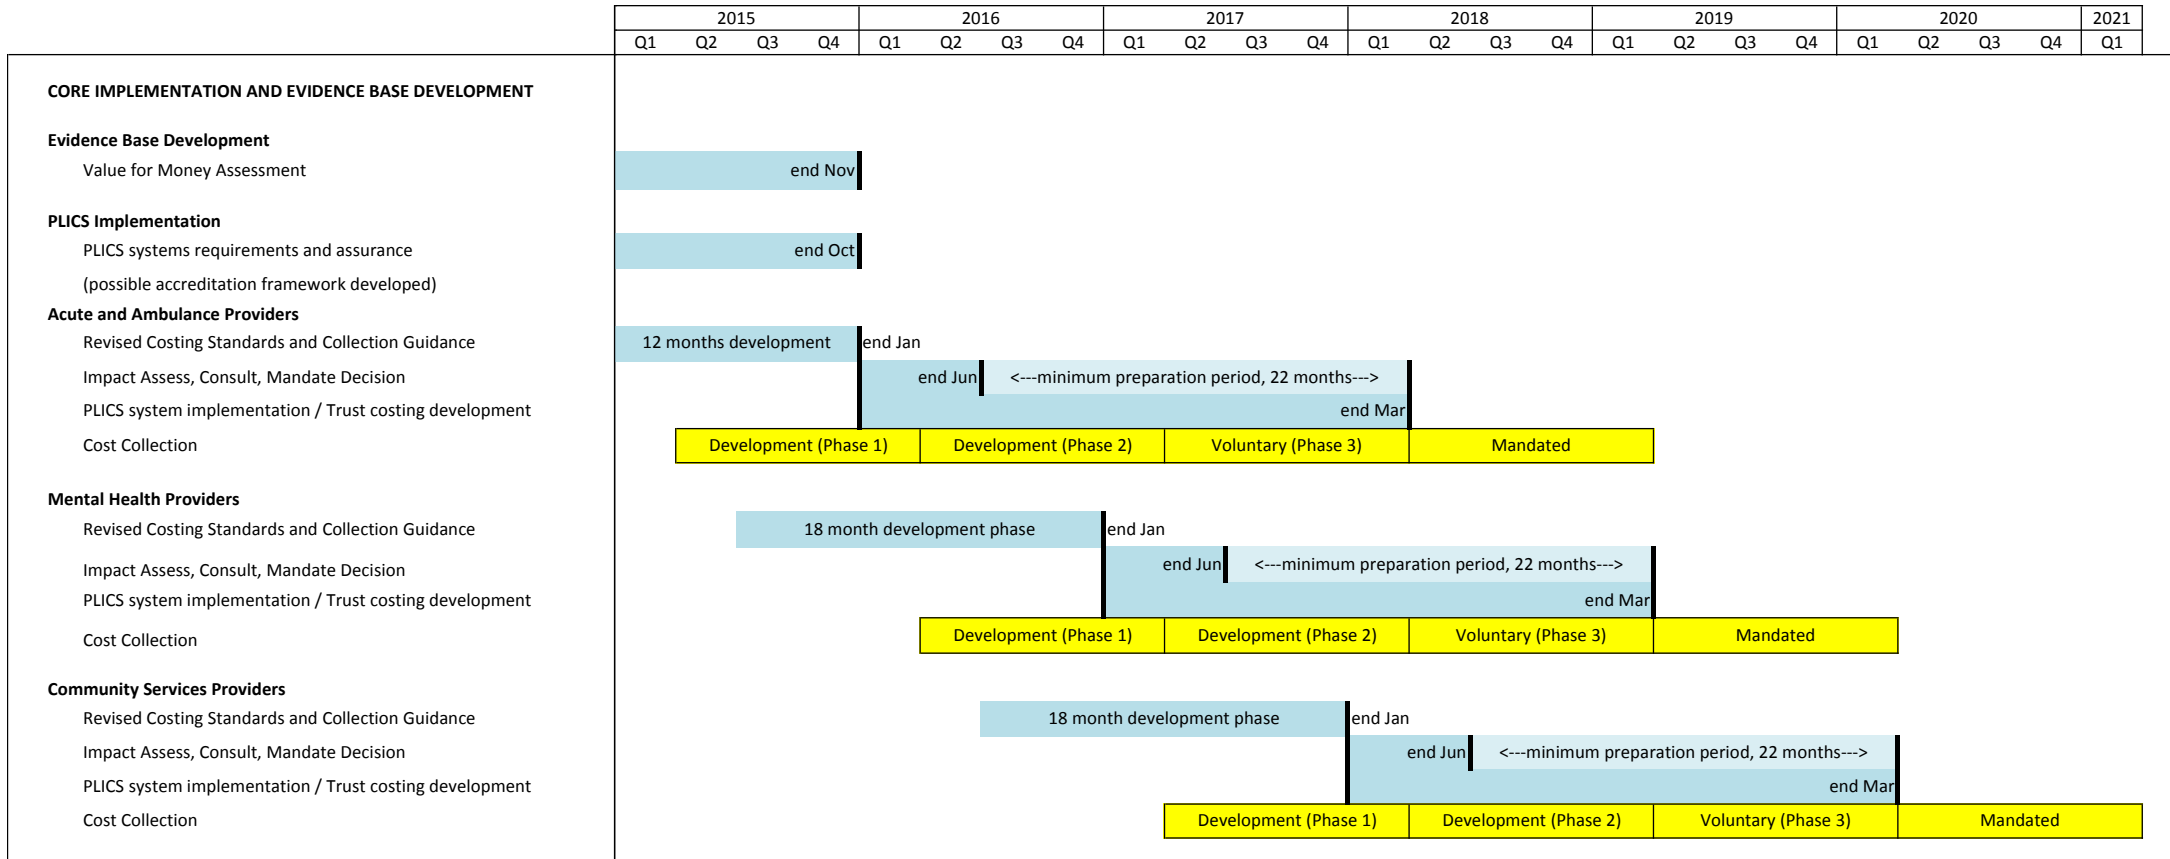 2015 2016 2017 2018 2019 2020 2021
Q1 Q2 Q3 Q4 Q1 Q2 Q3 Q4 Q1 Q2 Q3 Q4 Q1 Q2 Q3 Q4 Q1 Q2 Q3 Q4 Q1 Q2 Q3 Q4 Q1
CORE IMPLEMENTATION AND EVIDENCE BASE DEVELOPMENT
Evidence Base Development
Value for Money Assessment end Nov
PLICS Implementation
PLICS systems requirements and assurance end Oct
(possible accreditation framework developed)
Acute and Ambulance Providers
Revised Costing Standards and Collection Guidance 12 months development end Jan
Impact Assess, Consult, Mandate Decision end Jun <---minimum preparation period, 22 months--->
PLICS system implementation / Trust costing development end Mar
Cost Collection Development (Phase 1) Development (Phase 2) Voluntary (Phase 3) Mandated
Mental Health Providers
Revised Costing Standards and Collection Guidance 18 month development phase end Jan
Impact Assess, Consult, Mandate Decision end Jun <---minimum preparation period, 22 months--->
PLICS system implementation / Trust costing development end Mar
Cost Collection Development (Phase 1) Development (Phase 2) Voluntary (Phase 3) Mandated
Community Services Providers
Revised Costing Standards and Collection Guidance 18 month development phase end Jan
Impact Assess, Consult, Mandate Decision end Jun <---minimum preparation period, 22 months--->
PLICS system implementation / Trust costing development end Mar
Cost Collection Development (Phase 1) Development (Phase 2) Voluntary (Phase 3) Mandated